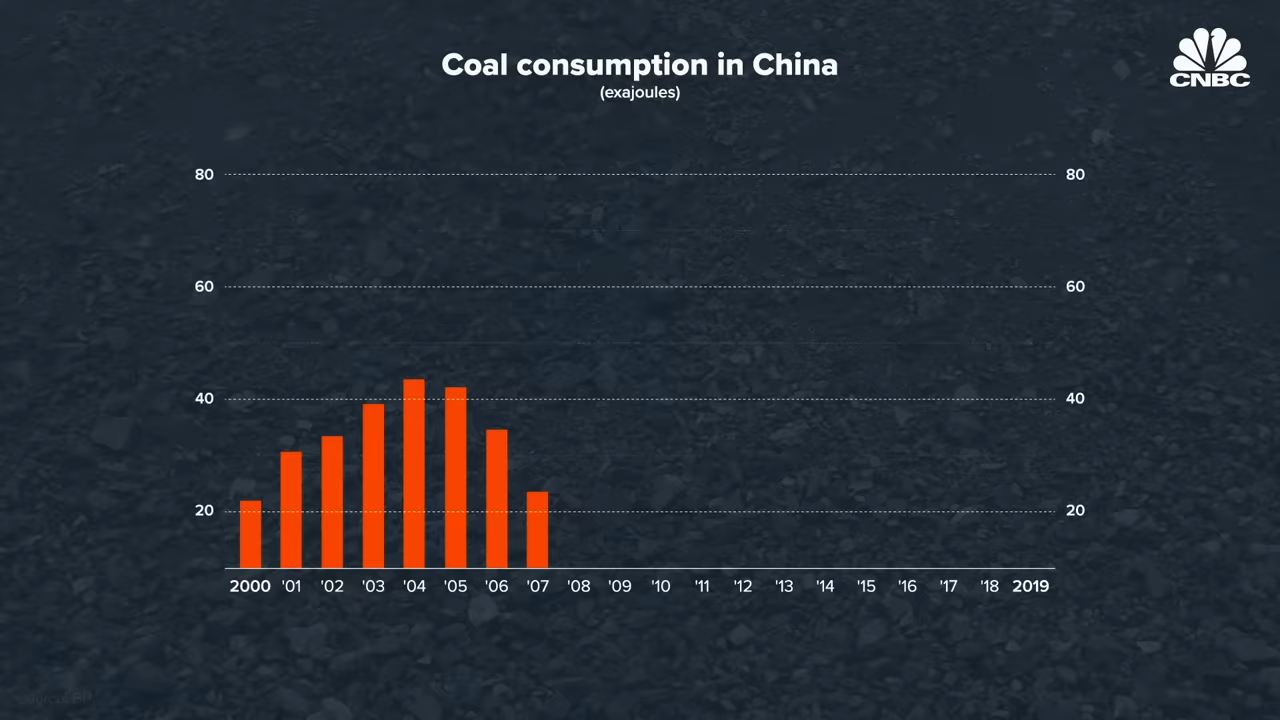 Coal consumption in China
(exajoules)
CNBC
80 80
60 60
40 40
20 20
2000 '01 '02 '03 '04 '05 '06 '07 '08 '09 '10 '11 '12 '13 '14 '15 '16 '17 '18 2019